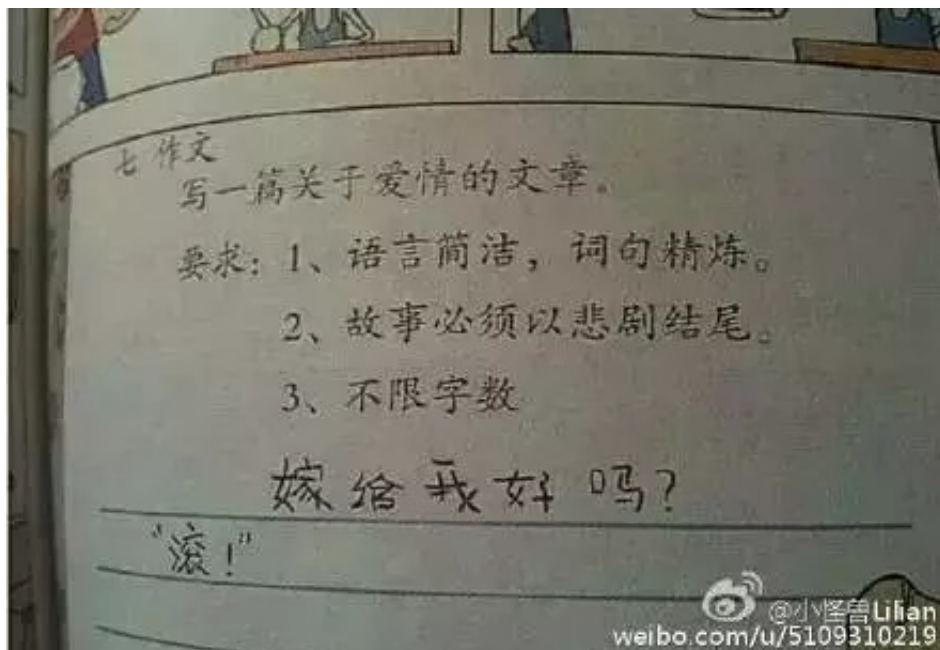 七 作文
写一篇关于爱情的文章。
要求：1、语言简洁，词句精炼。
2、故事必须以悲剧结尾。
3、不限字数
嫁给我好吗？
“滚！”
@小怪兽Lilian
weibo.com/u/5109310219